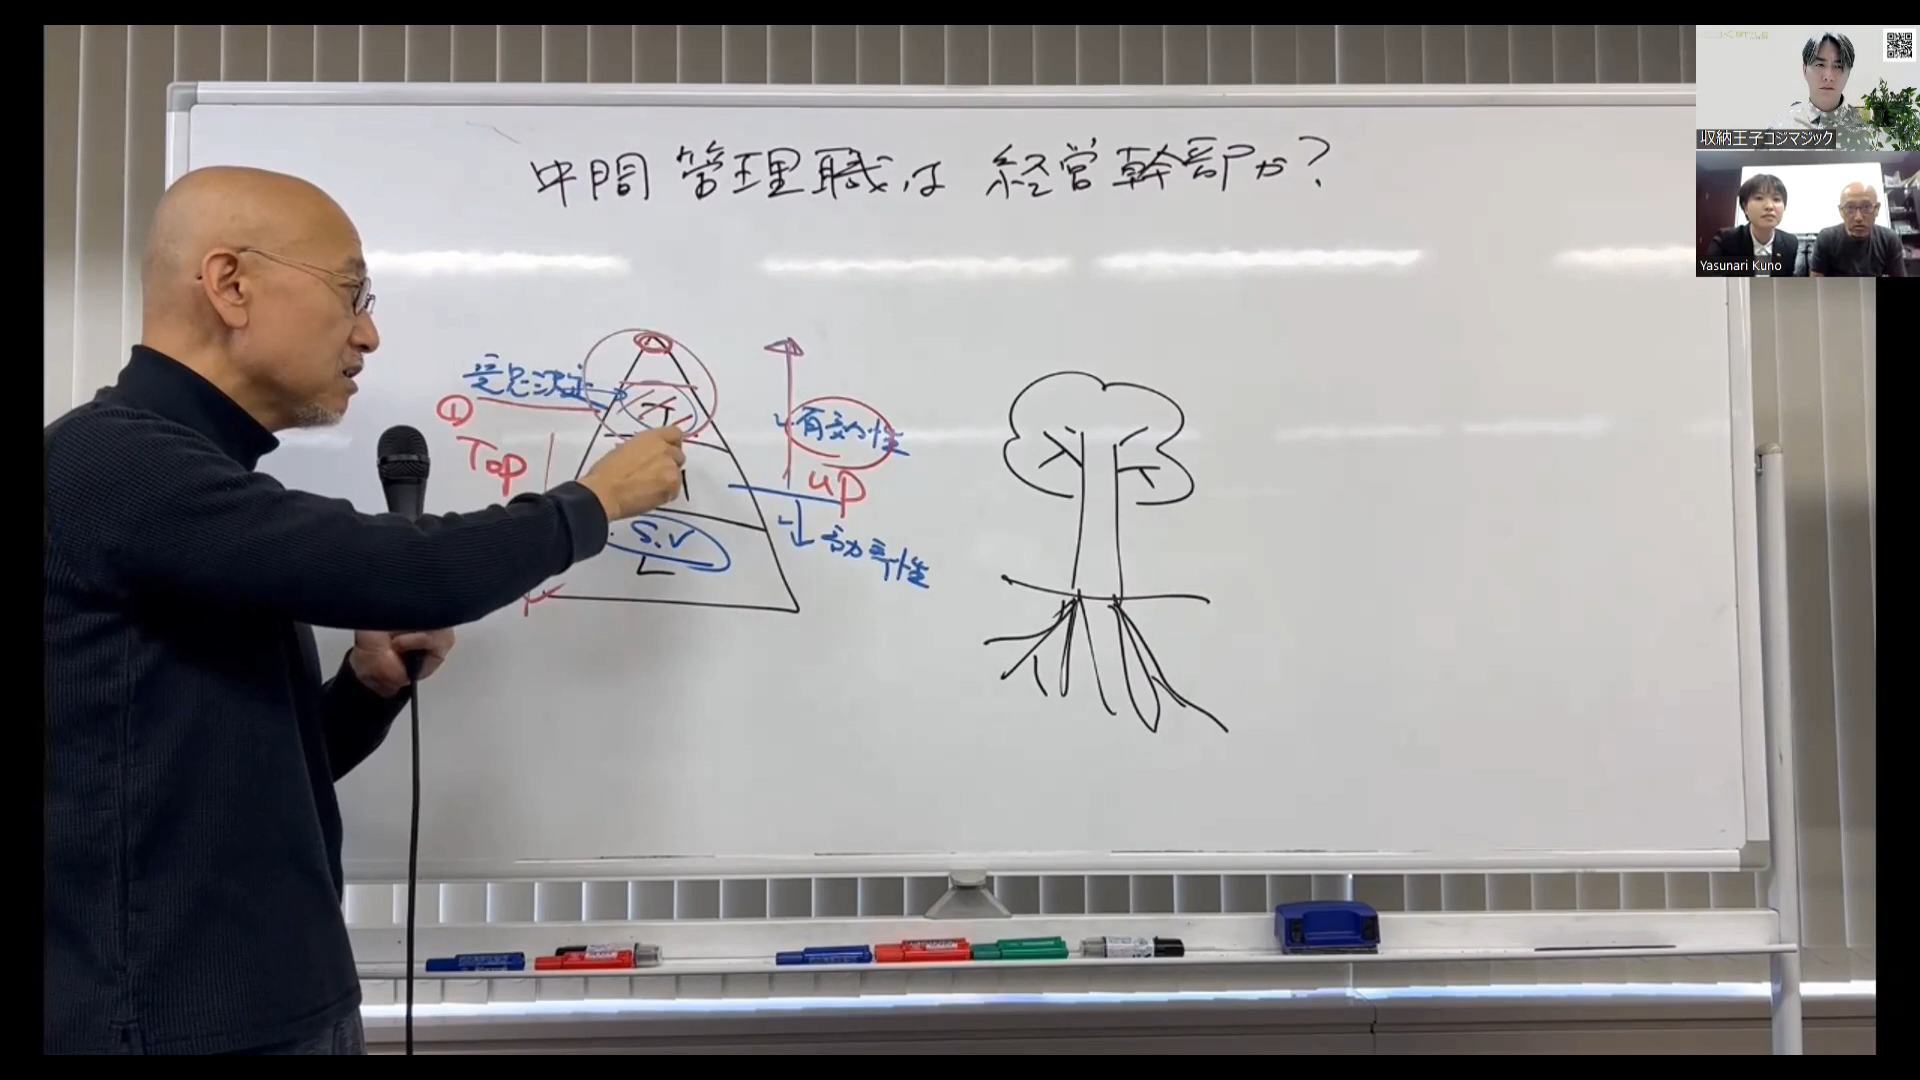 中間管理職は経営幹部か?
収納王子コジマジック
Yasunari Kuno
意思決定
①
Top
有効性
up
S.V
L
効率性